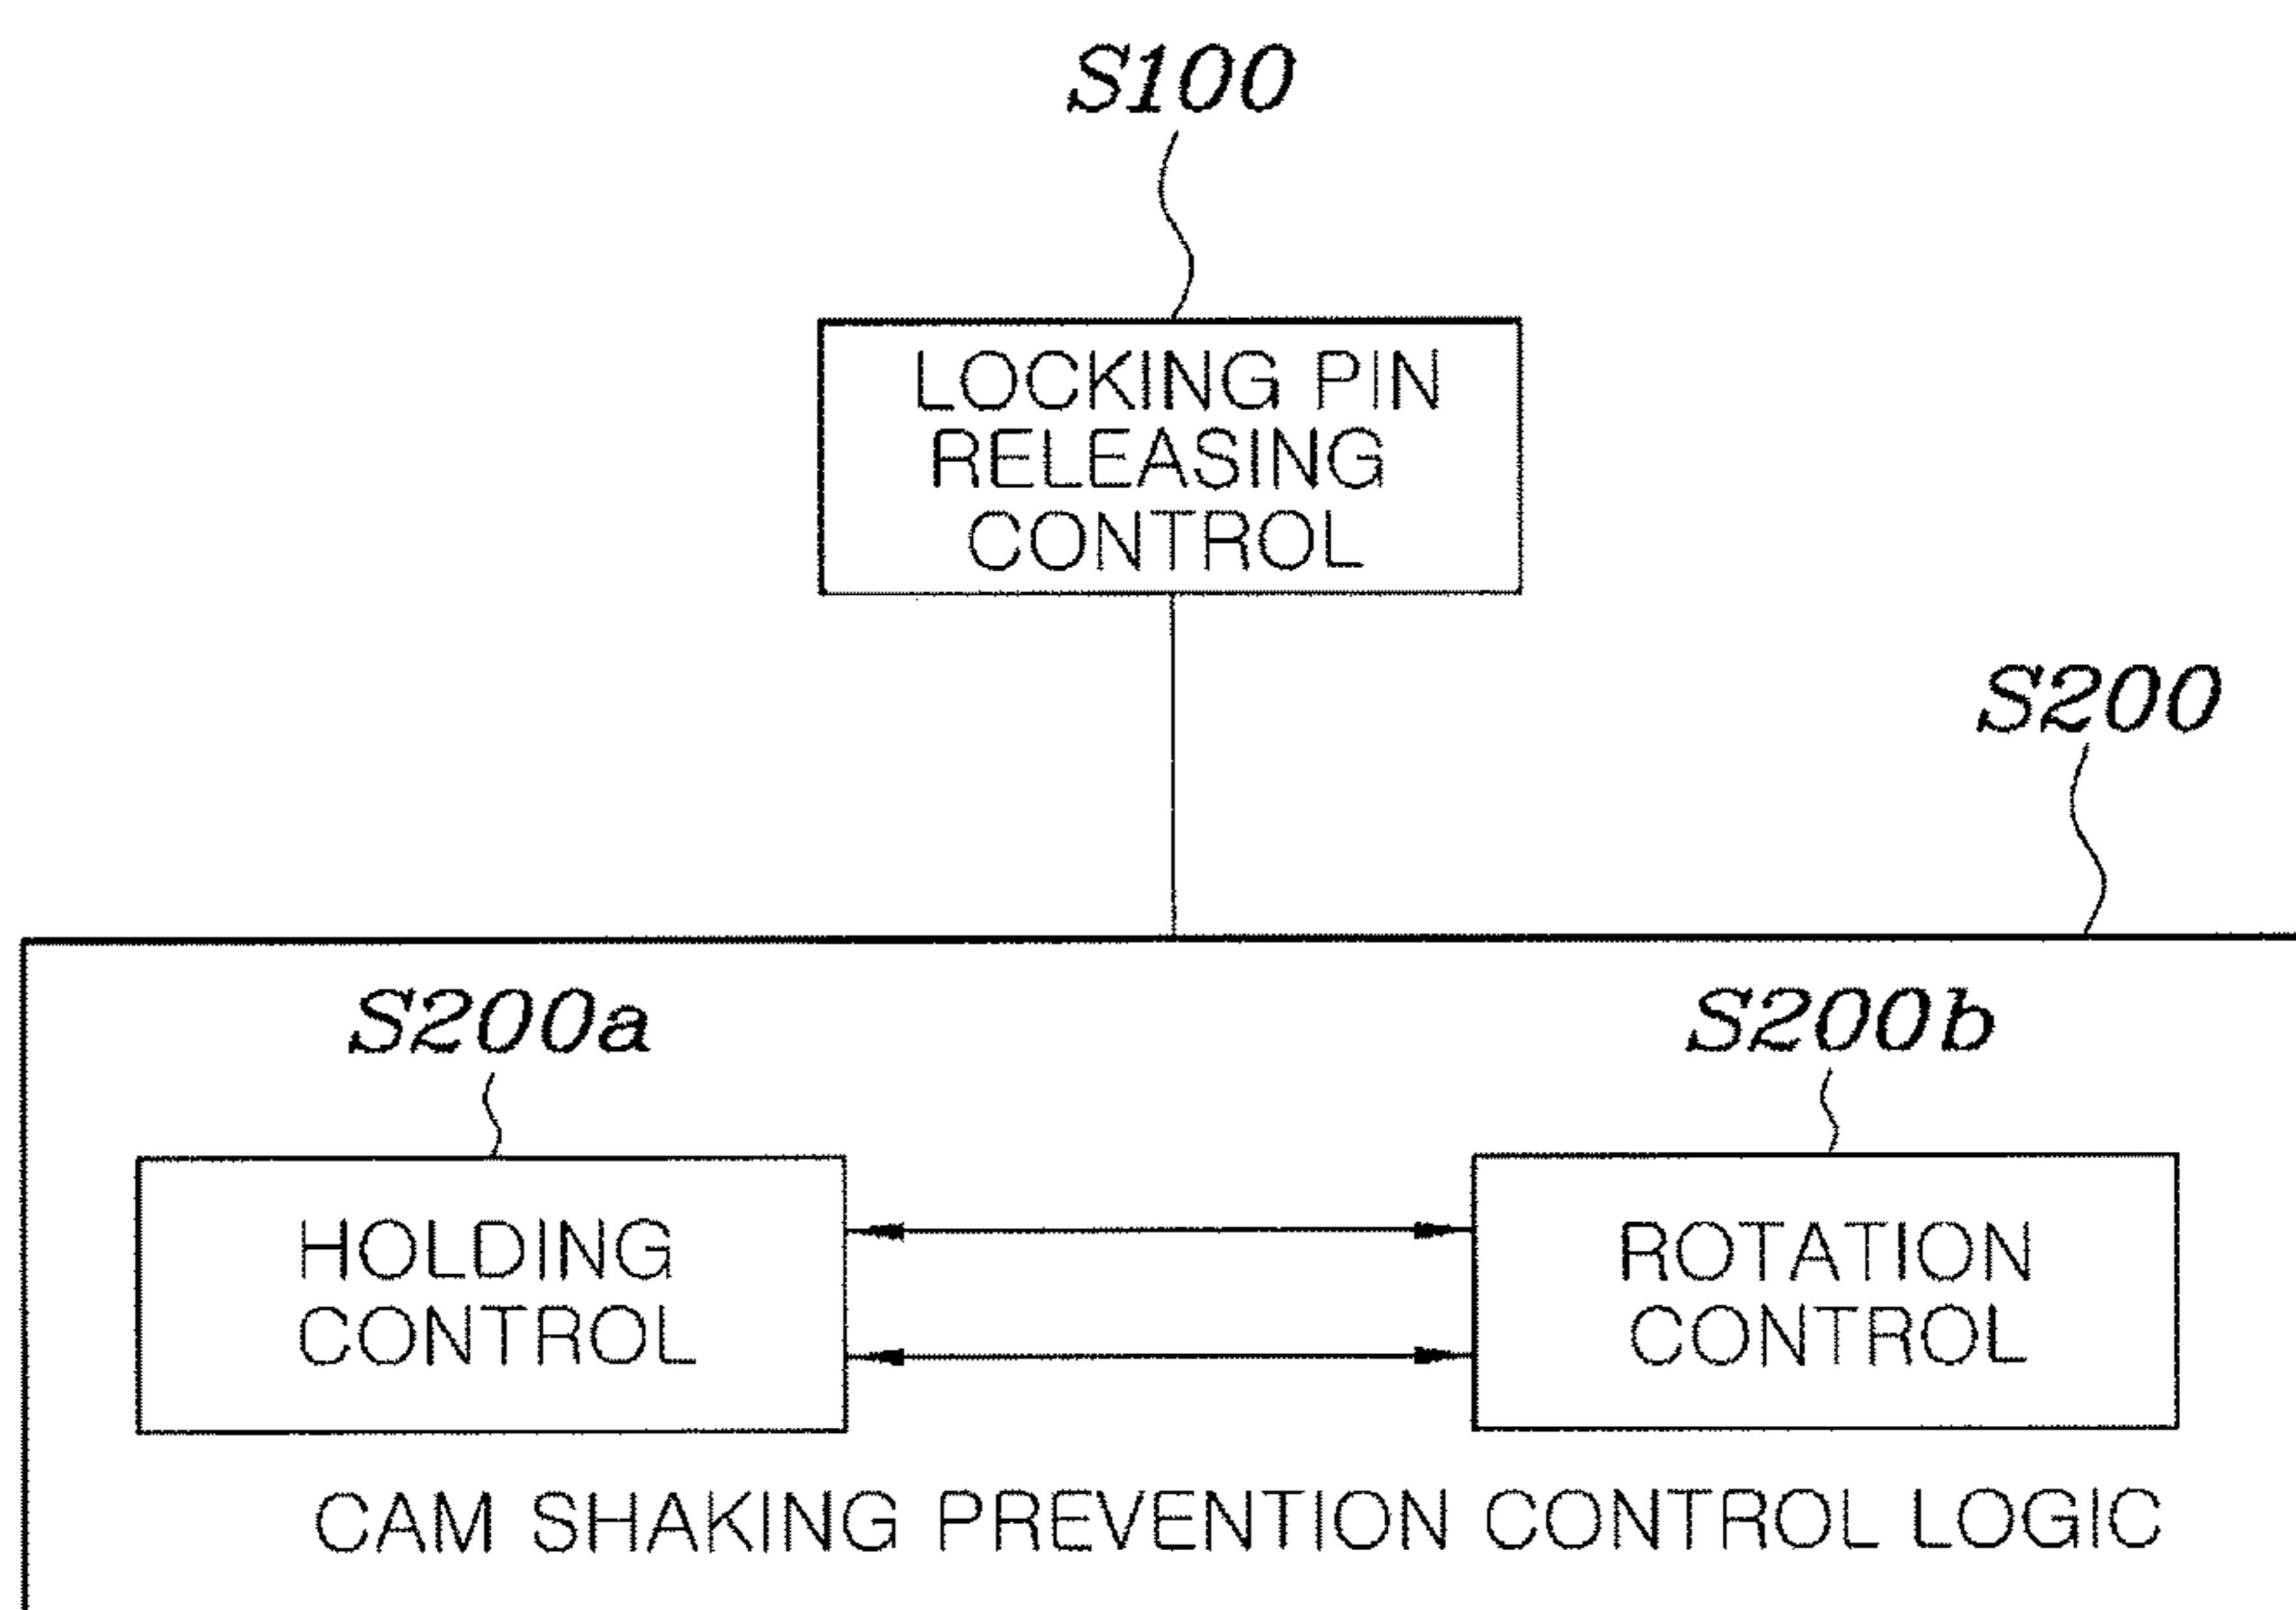 S100
LOCKING PIN
RELEASING
CONTROL
S200
S200a
S200b
HOLDING
CONTROL
ROTATION
CONTROL
CAM SHAKING PREVENTION CONTROL LOGIC